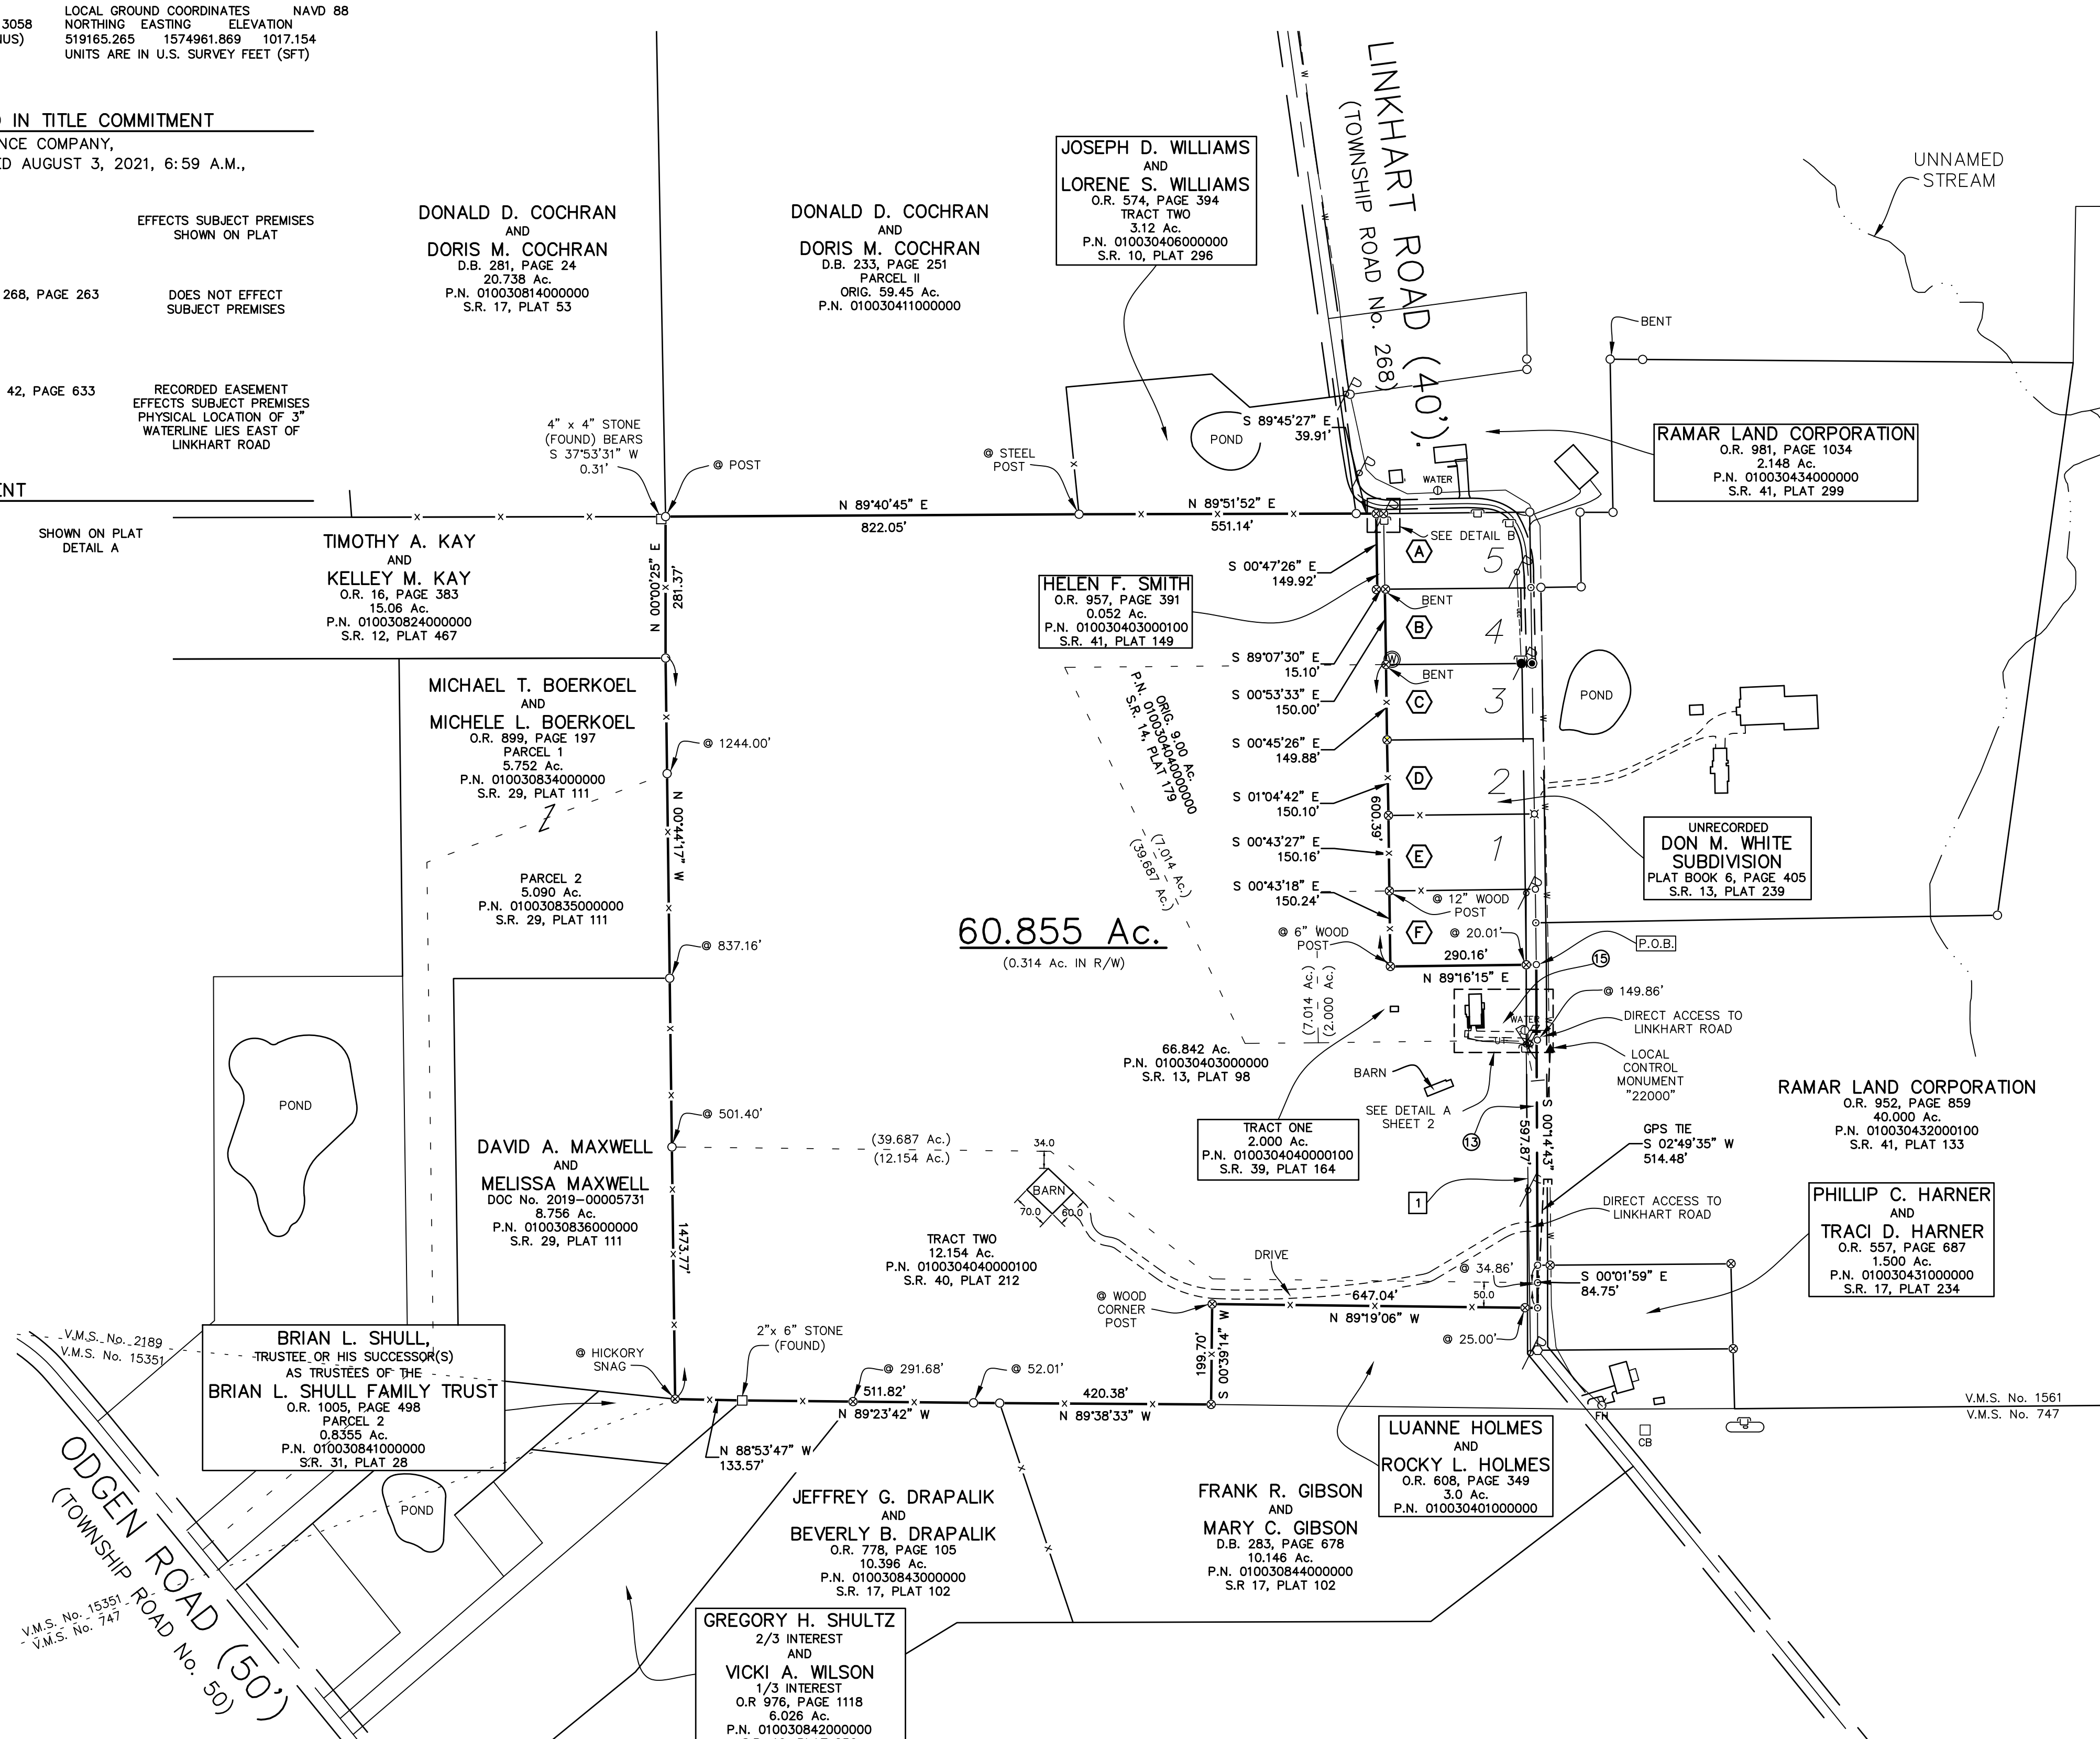 LOCAL GROUND COORDINATES NAVD 88
3058 NORTHING EASTING ELEVATION
NUS) 519165.265 1574961.869 1017.154
UNITS ARE IN U.S. SURVEY FEET (SFT)
IN TITLE COMMITMENT
NCE COMPANY,
ED AUGUST 3, 2021, 6:59 A.M.,
EFFECTS SUBJECT PREMISES
SHOWN ON PLAT
268, PAGE 263
DOES NOT EFFECT
SUBJECT PREMISES
42, PAGE 633
RECORDED EASEMENT
EFFECTS SUBJECT PREMISES
PHYSICAL LOCATION OF 3"
WATERLINE LIES EAST OF
LINKHART ROAD
ENT
SHOWN ON PLAT
DETAIL A
DONALD D. COCHRAN
AND
DORIS M. COCHRAN
D.B. 281, PAGE 24
20.738 Ac.
P.N. 010030814000000
S.R. 17, PLAT 53
DONALD D. COCHRAN
AND
DORIS M. COCHRAN
D.B. 233, PAGE 251
PARCEL II
ORIG. 59.45 Ac.
P.N. 010030411000000
JOSEPH D. WILLIAMS
AND
LORENE S. WILLIAMS
O.R. 574, PAGE 394
TRACT TWO
3.12 Ac.
P.N. 010030406000000
S.R. 10, PLAT 296
LINKHART ROAD (40').
(TOWNSHIP ROAD No. 268)
UNNAMED
STREAM
BENT
RAMAR LAND CORPORATION
O.R. 981, PAGE 1034
2.148 Ac.
P.N. 010030434000000
S.R. 41, PLAT 299
4" x 4" STONE
(FOUND) BEARS
S 37°53'31" W
0.31'
@ POST
@ STEEL
POST
POND
S 89°45'27" E
39.91'
WATER
N 89°40'45" E
822.05'
N 89°51'52" E
551.14'
SEE DETAIL B
TIMOTHY A. KAY
AND
KELLEY M. KAY
O.R. 16, PAGE 383
15.06 Ac.
P.N. 010030824000000
S.R. 12, PLAT 467
N 00°00'25" E
281.37'
HELEN F. SMITH
O.R. 957, PAGE 391
0.052 Ac.
P.N. 010030403000100
S.R. 41, PLAT 149
S 00°47'26" E
149.92'
A
5
BENT
B
4
S 89°07'30" E
15.10'
W
BENT
S 00°53'33" E
150.00'
C
3
POND
S 00°45'26" E
149.88'
D
2
S 01°04'42" E
150.10'
600.39'
S 00°43'27" E
150.16'
E
1
S 00°43'18" E
150.24'
@ 12" WOOD
POST
@ 6" WOOD
POST
F
@ 20.01'
290.16'
N 89°16'15" E
P.O.B.
15
ORIG. 9.00 Ac.
P.N. 010030404000000
S.R. 14, PLAT 179
(7.014 Ac.)
(39.687 Ac.)
UNRECORDED
DON M. WHITE
SUBDIVISION
PLAT BOOK 6, PAGE 405
S.R. 13, PLAT 239
MICHAEL T. BOERKOEL
AND
MICHELE L. BOERKOEL
O.R. 899, PAGE 197
PARCEL 1
5.752 Ac.
P.N. 010030834000000
S.R. 29, PLAT 111
@ 1244.00'
N 00°44'17" W
PARCEL 2
5.090 Ac.
P.N. 010030835000000
S.R. 29, PLAT 111
@ 837.16'
60.855 Ac.
(0.314 Ac. IN R/W)
(7.014 Ac.)
(2.000 Ac.)
@ 149.86'
DIRECT ACCESS TO
LINKHART ROAD
WATER
UT
LOCAL
CONTROL
MONUMENT
"22000"
66.842 Ac.
P.N. 010030403000000
S.R. 13, PLAT 98
BARN
SEE DETAIL A
SHEET 2
13
RAMAR LAND CORPORATION
O.R. 952, PAGE 859
40.000 Ac.
P.N. 010030432000100
S.R. 41, PLAT 133
POND
@ 501.40'
DAVID A. MAXWELL
AND
MELISSA MAXWELL
DOC No. 2019-00005731
8.756 Ac.
P.N. 010030836000000
S.R. 29, PLAT 111
1473.77'
(39.687 Ac.)
(12.154 Ac.)
34.0
BARN
70.0
60.0
TRACT ONE
2.000 Ac.
P.N. 0100304040000100
S.R. 39, PLAT 164
597.87'
S 00°14'43" E
GPS TIE
S 02°49'35" W
514.48'
1
DIRECT ACCESS TO
LINKHART ROAD
PHILLIP C. HARNER
AND
TRACI D. HARNER
O.R. 557, PAGE 687
1.500 Ac.
P.N. 010030431000000
S.R. 17, PLAT 234
TRACT TWO
12.154 Ac.
P.N. 0100304040000100
S.R. 40, PLAT 212
DRIVE
@ 34.86'
S 00°01'59" E
84.75'
50.0
@ WOOD
CORNER
POST
647.04'
N 89°19'06" W
@ 25.00'
199.70'
S 00°39'14" W
V.M.S. No. 2189
V.M.S. No. 15351
BRIAN L. SHULL,
TRUSTEE OR HIS SUCCESSOR(S)
AS TRUSTEES OF THE
BRIAN L. SHULL FAMILY TRUST
O.R. 1005, PAGE 498
PARCEL 2
0.8355 Ac.
P.N. 010030841000000
S.R. 31, PLAT 28
@ HICKORY
SNAG
2"x 6" STONE
(FOUND)
@ 291.68'
511.82'
N 89°23'42" W
@ 52.01'
420.38'
N 89°38'33" W
N 88°53'47" W
133.57'
FH
CB
V.M.S. No. 1561
V.M.S. No. 747
LUANNE HOLMES
AND
ROCKY L. HOLMES
O.R. 608, PAGE 349
3.0 Ac.
P.N. 010030401000000
ODGEN ROAD (50')
(TOWNSHIP ROAD No. 50)
POND
JEFFREY G. DRAPALIK
AND
BEVERLY B. DRAPALIK
O.R. 778, PAGE 105
10.396 Ac.
P.N. 010030843000000
S.R. 17, PLAT 102
FRANK R. GIBSON
AND
MARY C. GIBSON
D.B. 283, PAGE 678
10.146 Ac.
P.N. 010030844000000
S.R 17, PLAT 102
V.M.S. No. 15351
V.M.S. No. 747
GREGORY H. SHULTZ
2/3 INTEREST
AND
VICKI A. WILSON
1/3 INTEREST
O.R 976, PAGE 1118
6.026 Ac.
P.N. 010030842000000